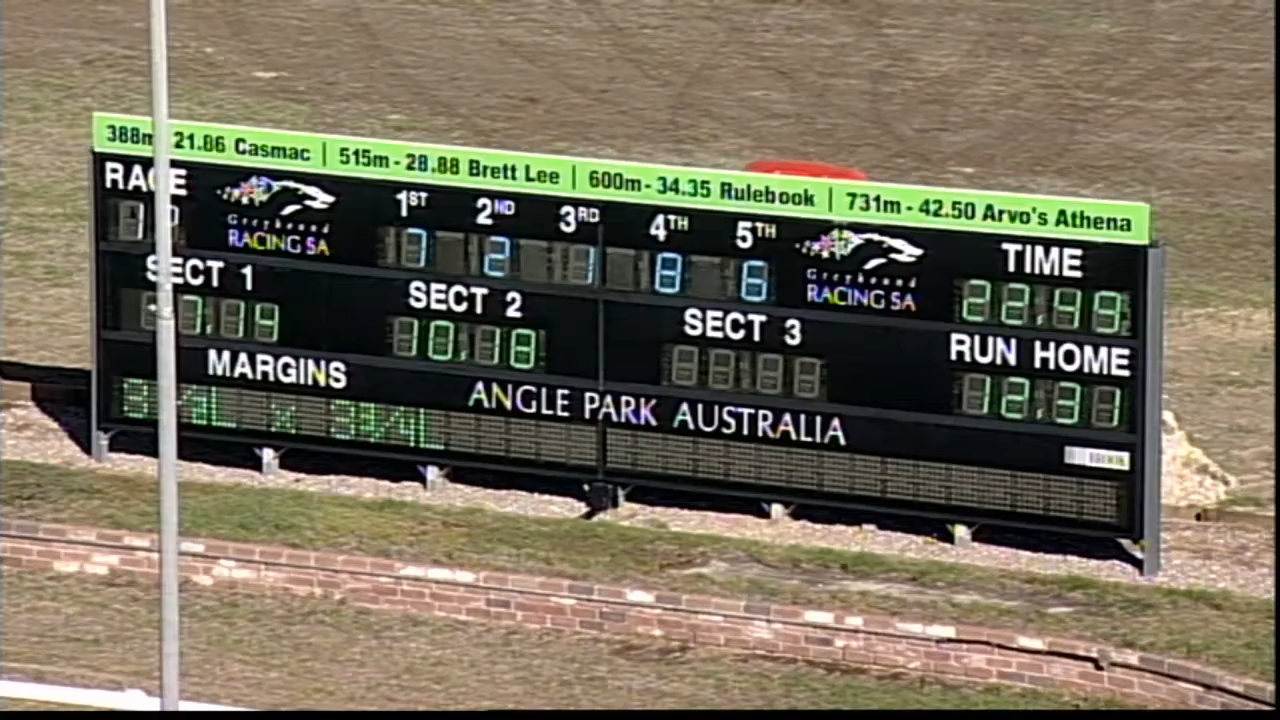 388m 21.86 Casmac | 515m - 28.88 Brett Lee | 600m - 34.35 Rulebook | 731m - 42.50 Arvo's Athena
RACE 1ST 2ND 3RD 4TH 5TH TIME
Greyhound RACING SA
Greyhound RACING SA
7 2 1 8 6
22.49
SECT 1 SECT 2 SECT 3 RUN HOME
10.18
12.31
MARGINS ANGLE PARK AUSTRALIA